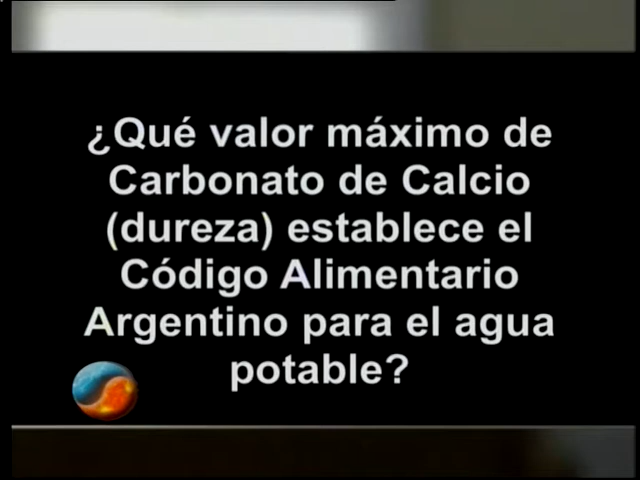 ¿Qué valor máximo de
Carbonato de Calcio
(dureza) establece el
Código Alimentario
Argentino para el agua
potable?